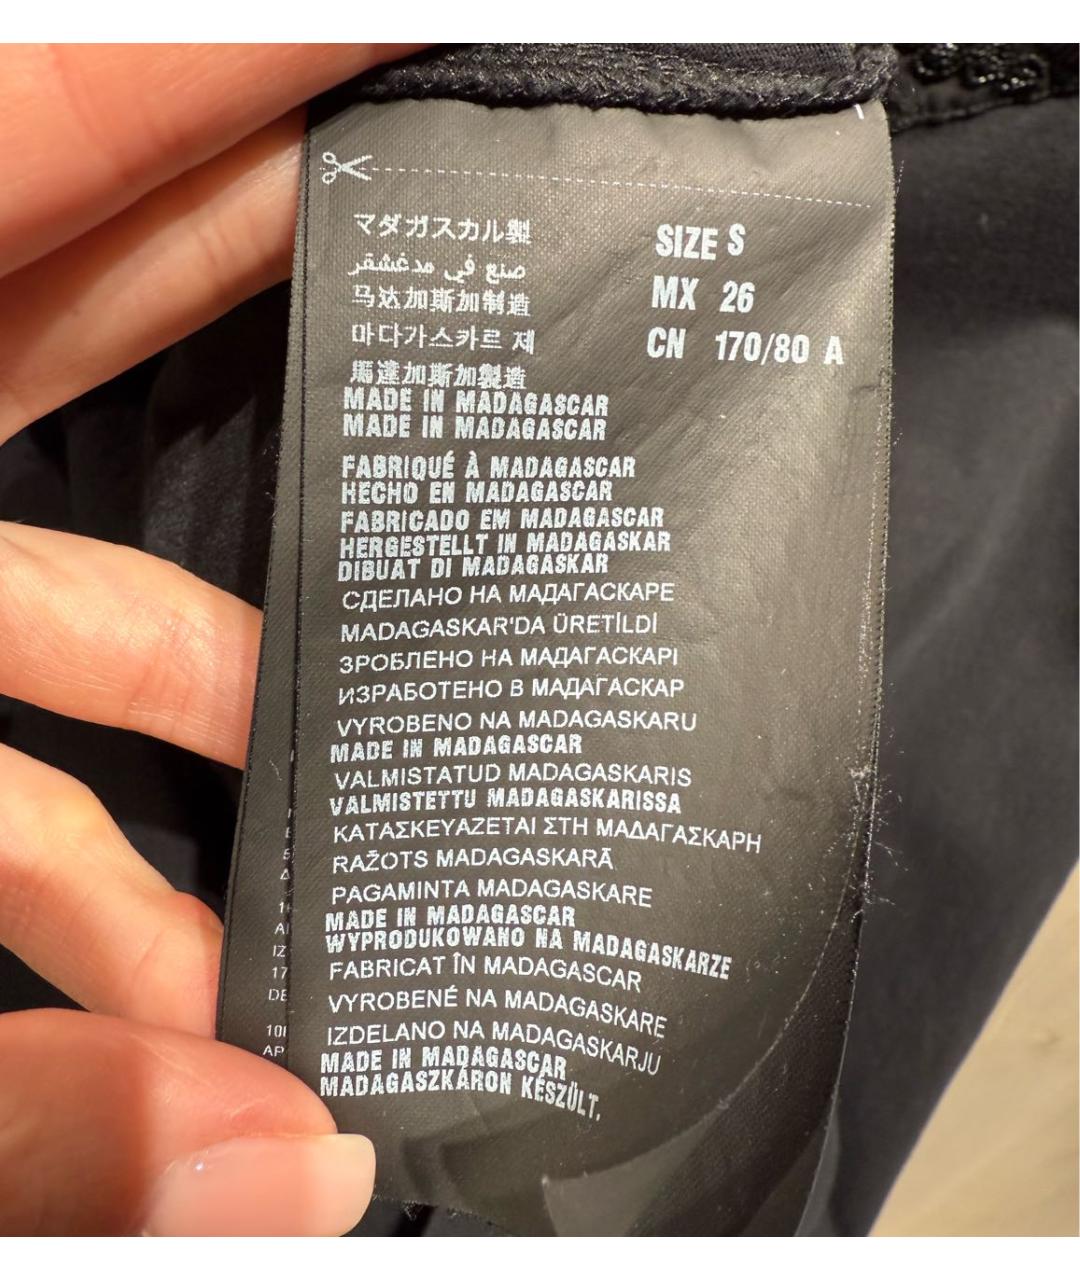 マダガスカル製
صنع في مدغشقر
马达加斯加制造
마다가스카르 제
馬達加斯加製造
MADE IN MADAGASCAR
MADE IN MADAGASCAR
FABRIQUÉ À MADAGASCAR
HECHO EN MADAGASCAR
FABRICADO EM MADAGASCAR
HERGESTELLT IN MADAGASKAR
DIBUAT DI MADAGASKAR
СДЕЛАНО НА МАДАГАСКАРЕ
MADAGASKAR'DA ÜRETİLDİ
ЗРОБЛЕНО НА МАДАГАСКАРІ
ИЗРАБОТЕНО В МАДАГАСКАР
VYROBENO NA MADAGASKARU
MADE IN MADAGASCAR
VALMISTATUD MADAGASKARIS
VALMISTETTU MADAGASKARISSA
ΚΑΤΑΣΚΕΥΑΖΕΤΑΙ ΣΤΗ ΜΑΔΑΓΑΣΚΑΡΗ
RAŽOTS MADAGASKARĀ
PAGAMINTA MADAGASKARE
MADE IN MADAGASCAR
WYPRODUKOWANO NA MADAGASKARZE
FABRICAT ÎN MADAGASCAR
VYROBENÉ NA MADAGASKARE
IZDELANO NA MADAGASKARJU
MADE IN MADAGASCAR
MADAGASZKÁRON KÉSZÜLT.
SIZE S
MX 26
CN 170/80 A